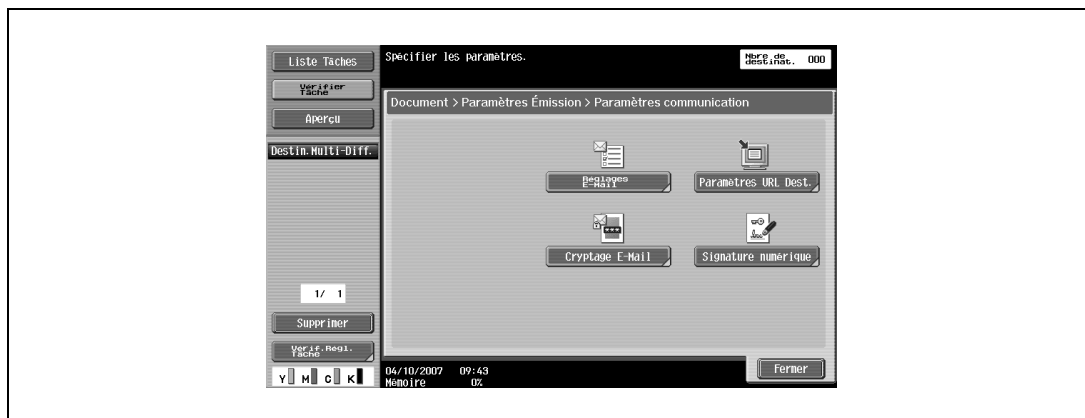 Liste Tâches
Vérifier
Tâche
Aperçu
Destin.Multi-Diff.
1/ 1
Supprimer
Vérif.Régl.
Tâche
Y M C K
Spécifier les paramètres.
Nbre de
destinat. 000
Document > Paramètres Émission > Paramètres communication
Réglages
E-Mail
Paramètres URL Dest.
Cryptage E-Mail
Signature numérique
04/10/2007 09:43
Mémoire 0%
Fermer